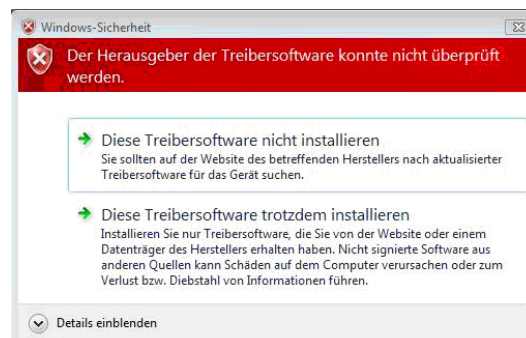 Windows-Sicherheit
Der Herausgeber der Treibersoftware konnte nicht überprüft
werden.
Diese Treibersoftware nicht installieren
Sie sollten auf der Website des betreffenden Herstellers nach aktualisierter
Treibersoftware für das Gerät suchen.
Diese Treibersoftware trotzdem installieren
Installieren Sie nur Treibersoftware, die Sie von der Website oder einem
Datenträger des Herstellers erhalten haben. Nicht signierte Software aus
anderen Quellen kann Schäden auf dem Computer verursachen oder zum
Verlust bzw. Diebstahl von Informationen führen.
Details einblenden